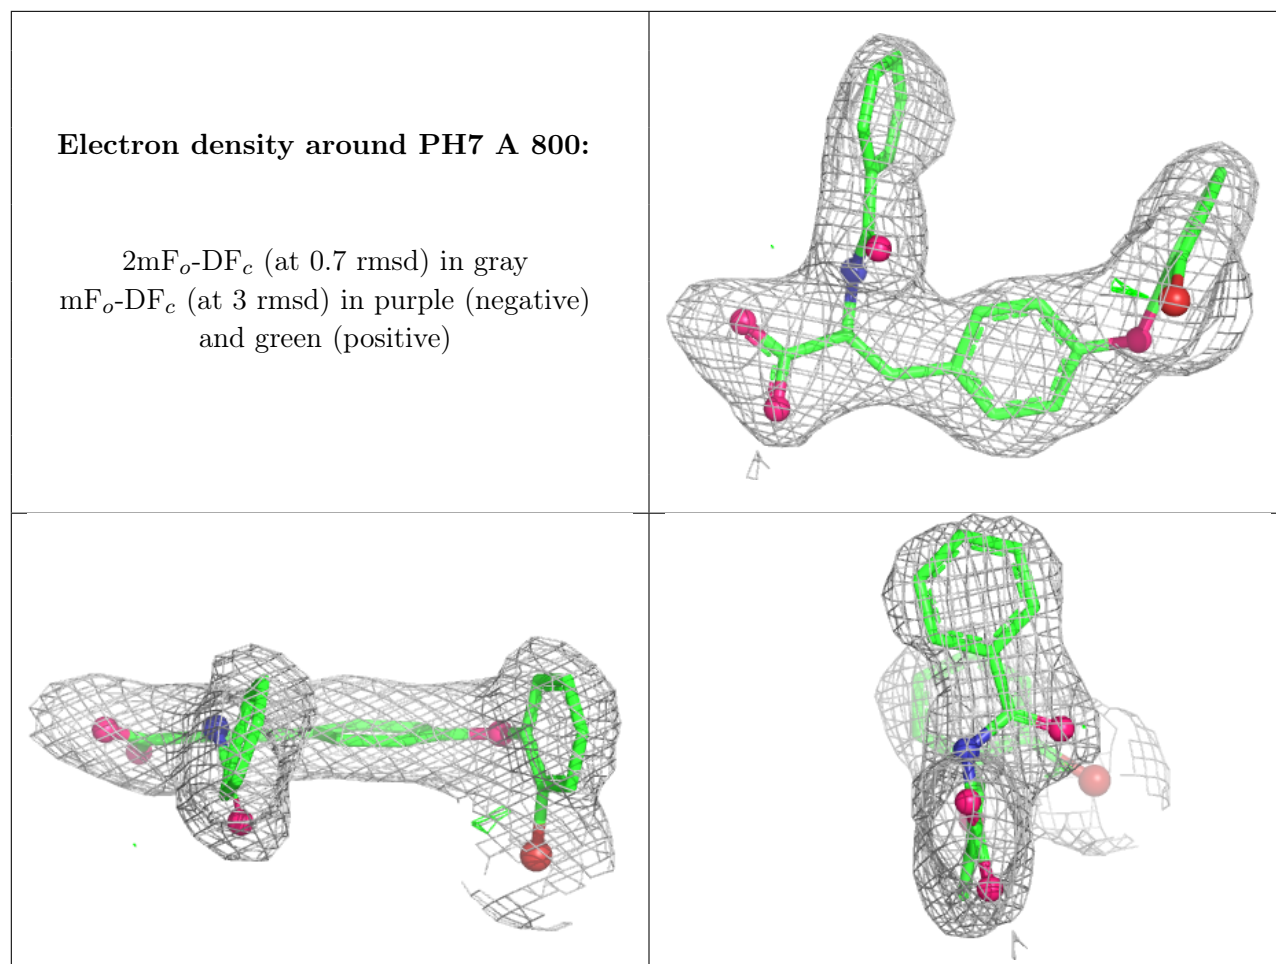 Electron density around PH7 A 800:
2mFo-DFc (at 0.7 rmsd) in gray
mFo-DFc (at 3 rmsd) in purple (negative)
and green (positive)